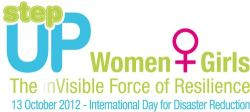 step
UP Women Girls
The inVisible Force of Resilience
13 October 2012 - International Day for Disaster Reduction